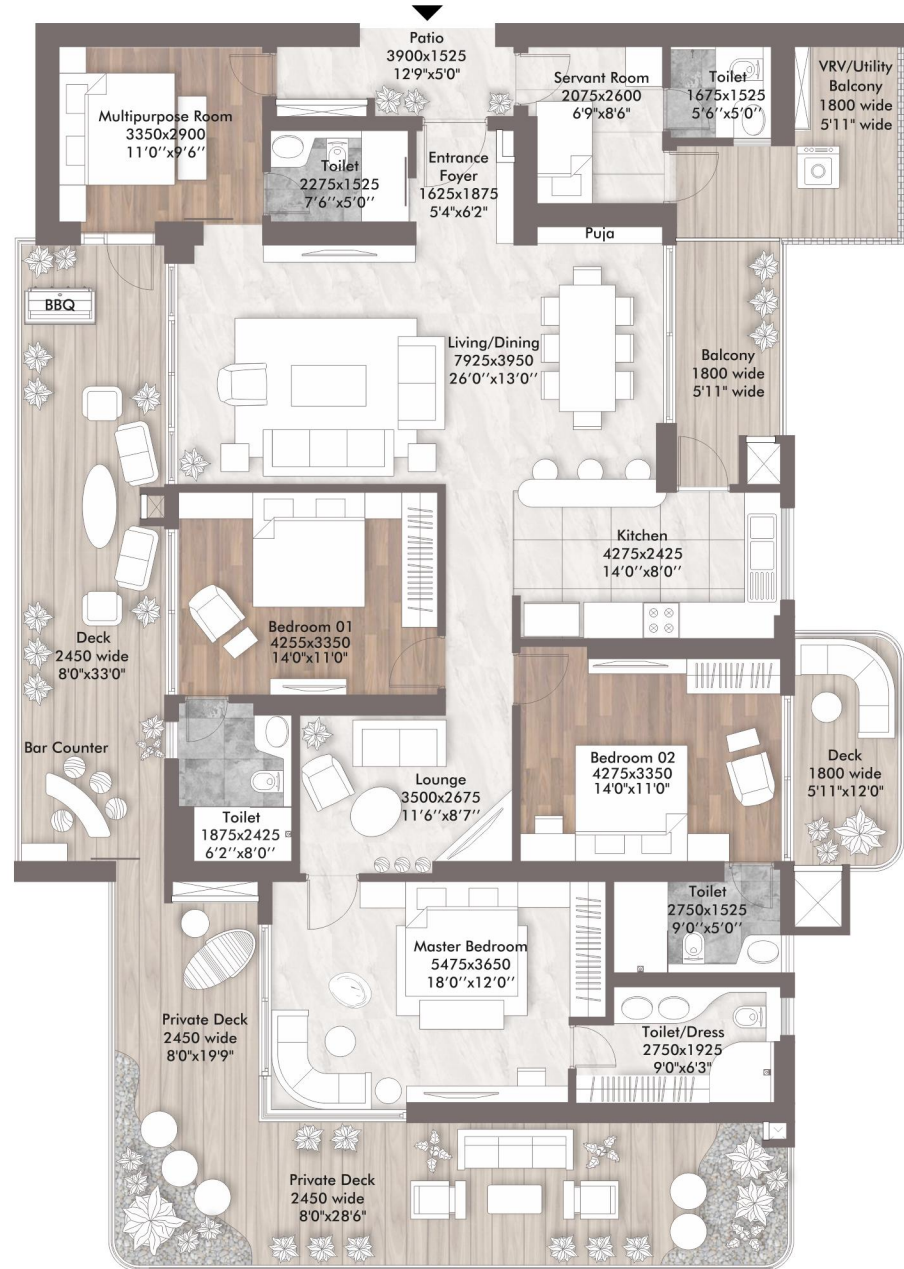 Patio
3900x1525
12'9"x5'0"
Multipurpose Room
3350x2900
11'0''x9'6''
Servant Room
2075x2600
6'9"x8'6"
Toilet
1675x1525
5'6''x5'0''
VRV/Utility
Balcony
1800 wide
5'11" wide
Toilet
2275x1525
7'6''x5'0''
Entrance
Foyer
1625x1875
5'4"x6'2"
Puja
BBQ
Living/Dining
7925x3950
26'0''x13'0''
Balcony
1800 wide
5'11" wide
Kitchen
4275x2425
14'0''x8'0''
Bedroom 01
4255x3350
14'0"x11'0"
Deck
2450 wide
8'0"x33'0"
Bar Counter
Lounge
3500x2675
11'6''x8'7''
Bedroom 02
4275x3350
14'0"x11'0"
Deck
1800 wide
5'11"x12'0"
Toilet
1875x2425
6'2''x8'0''
Toilet
2750x1525
9'0''x5'0''
Master Bedroom
5475x3650
18'0''x12'0''
Private Deck
2450 wide
8'0"x19'9"
Toilet/Dress
2750x1925
9'0"x6'3"
Private Deck
2450 wide
8'0"x28'6"